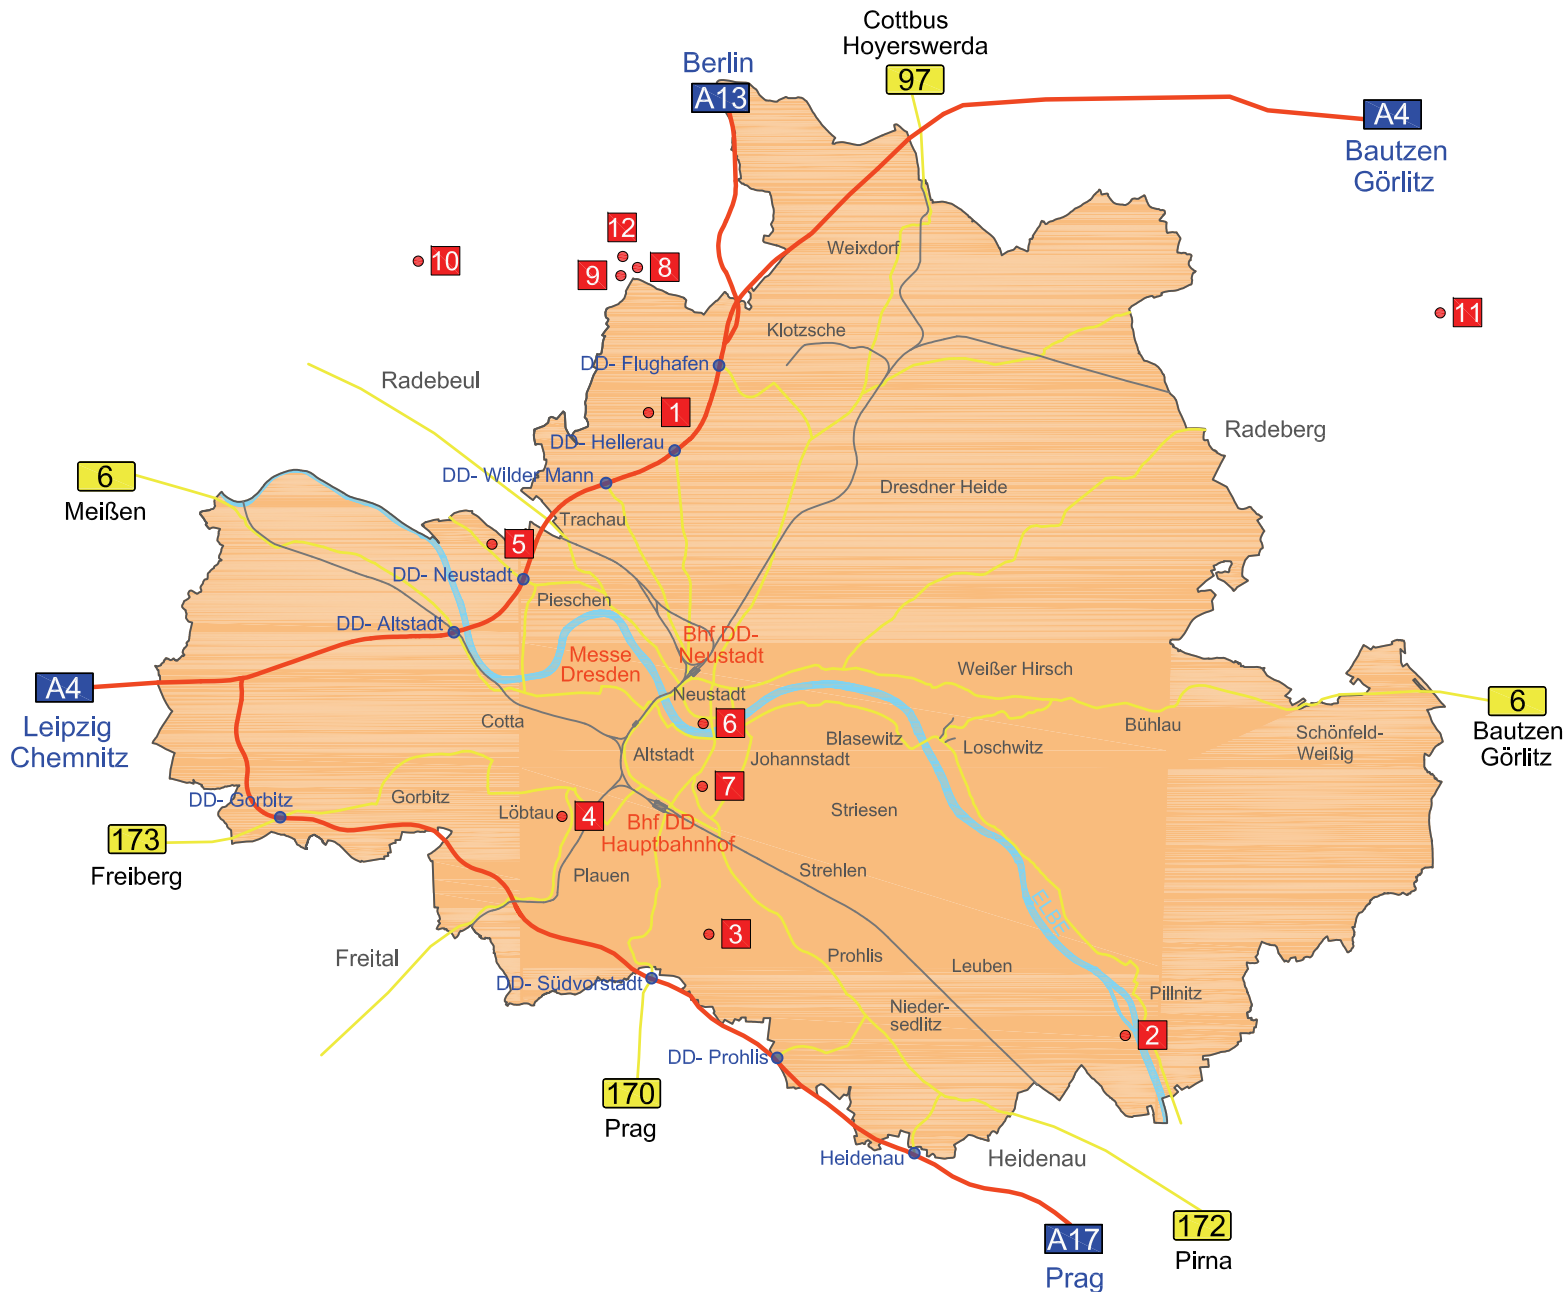 Cottbus
Hoyerswerda
97
Berlin
A13
A4
Bautzen
Görlitz
12
10
9
8
Weixdorf
11
Klotzsche
DD- Flughafen
Radebeul
1
DD- Hellerau
Radeberg
DD- Wilder Mann
6
Meißen
Dresdner Heide
Trachau
5
DD- Neustadt
Pieschen
DD- Altstadt
Bhf DD-
Neustadt
Messe
Dresden
Weißer Hirsch
A4
Leipzig
Chemnitz
Neustadt
6
Cotta
Altstadt
Johannstadt
Blasewitz
Loschwitz
Bühlau
Schönfeld-
Weißig
6
Bautzen
Görlitz
7
DD- Gorbitz
Gorbitz
Löbtau
4
Striesen
173
Freiberg
Bhf DD
Hauptbahnhof
Plauen
Strehlen
ELBE
3
Freital
Prohlis
Leuben
DD- Südvorstadt
Pillnitz
Nieder-
sedlitz
2
DD- Prohlis
170
Prag
Heidenau
Heidenau
A17
Prag
172
Pirna